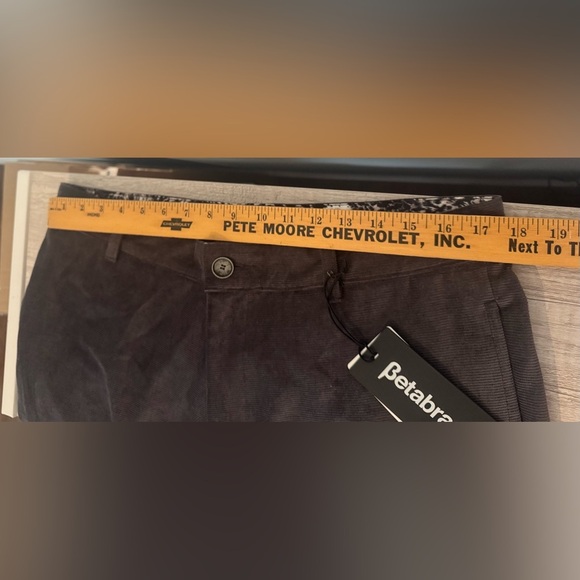 1 2 3 4 5 6 7 8 9 10 11 12 13 14 15 16 17 18 19
CHEVROLET
PETE MOORE CHEVROLET, INC.
Next To
βetabra